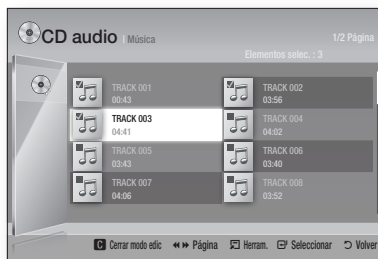 CD audio | Música
1/2 Página
Elementos selec. : 3
TRACK 001
00:43
TRACK 002
03:56
TRACK 003
04:41
TRACK 004
04:02
TRACK 005
03:43
TRACK 006
03:40
TRACK 007
04:06
TRACK 008
03:52
C Cerrar modo edic Página Herram. Seleccionar Volver